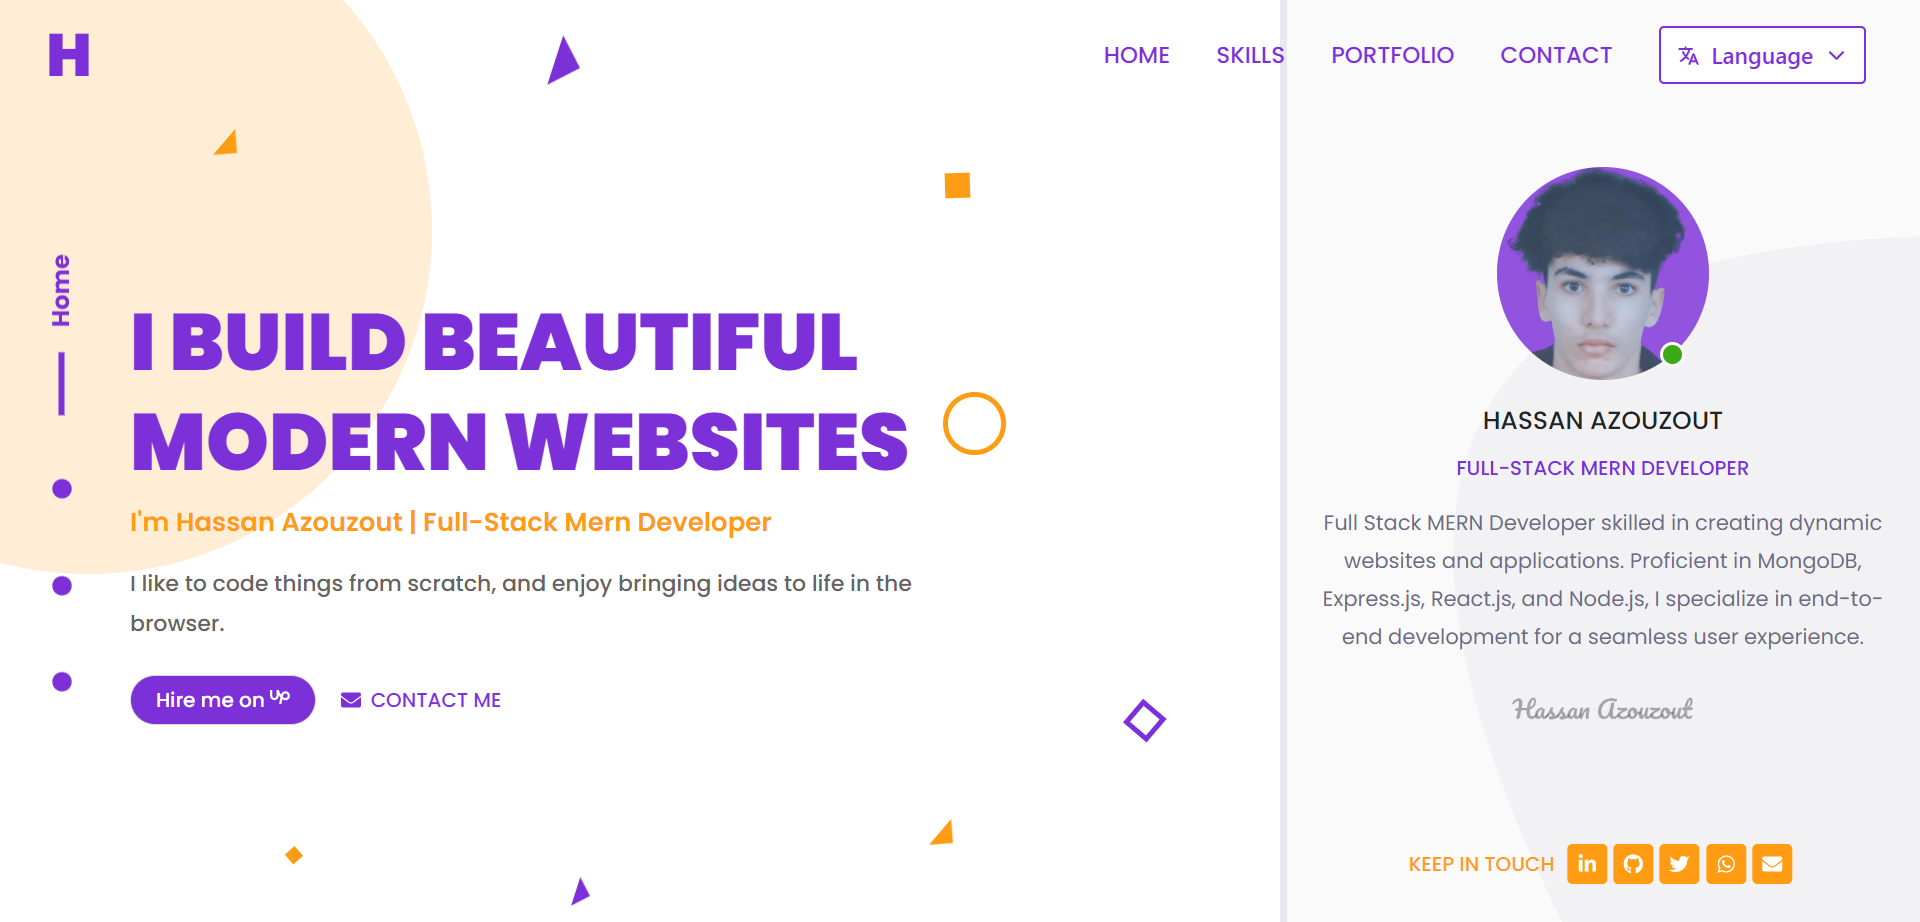 H
HOME SKILLS PORTFOLIO CONTACT Language
Home
I BUILD BEAUTIFUL
MODERN WEBSITES
I'm Hassan Azouzout | Full-Stack Mern Developer
I like to code things from scratch, and enjoy bringing ideas to life in the
browser.
Hire me on up
CONTACT ME
HASSAN AZOUZOUT
FULL-STACK MERN DEVELOPER
Full Stack MERN Developer skilled in creating dynamic
websites and applications. Proficient in MongoDB,
Express.js, React.js, and Node.js, I specialize in end-to-
end development for a seamless user experience.
Hassan Azouzout
KEEP IN TOUCH in